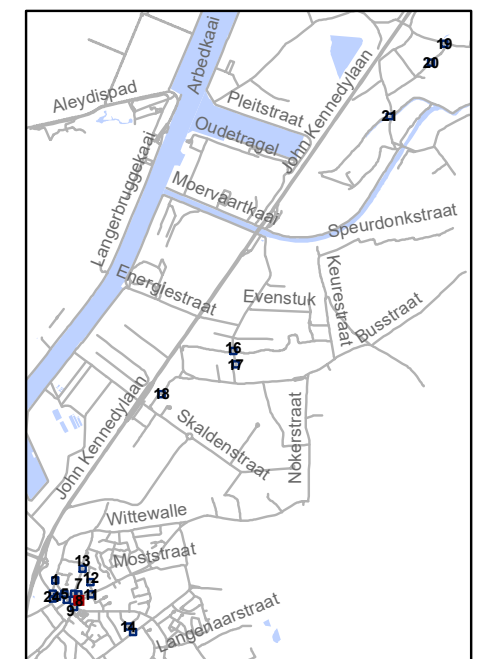 Arbedkaai
19
20
Aleydispad
Pleitstraat
John Kennedylaan
21
Oudetragel
Langerbruggekaai
Moervaartkaai
Speurdonkstraat
Energiestraat
Evenstuk
Keurestraat
Busstraat
16
17
18
John Kennedylaan
Skaldenstraat
Nokerstraat
Wittewalle
Moststraat
13
12
7
11
9
14
Langenaarstraat